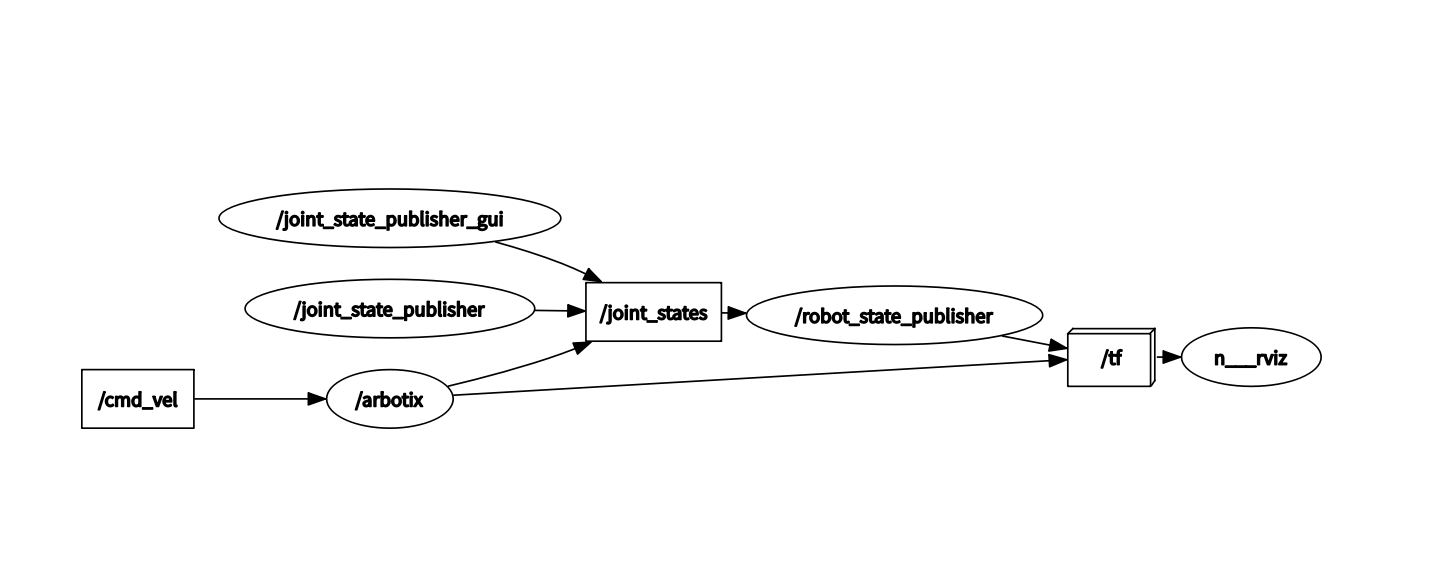 /joint_state_publisher_gui
/joint_state_publisher
/joint_states
/robot_state_publisher
/tf
n___rviz
/cmd_vel
/arbotix